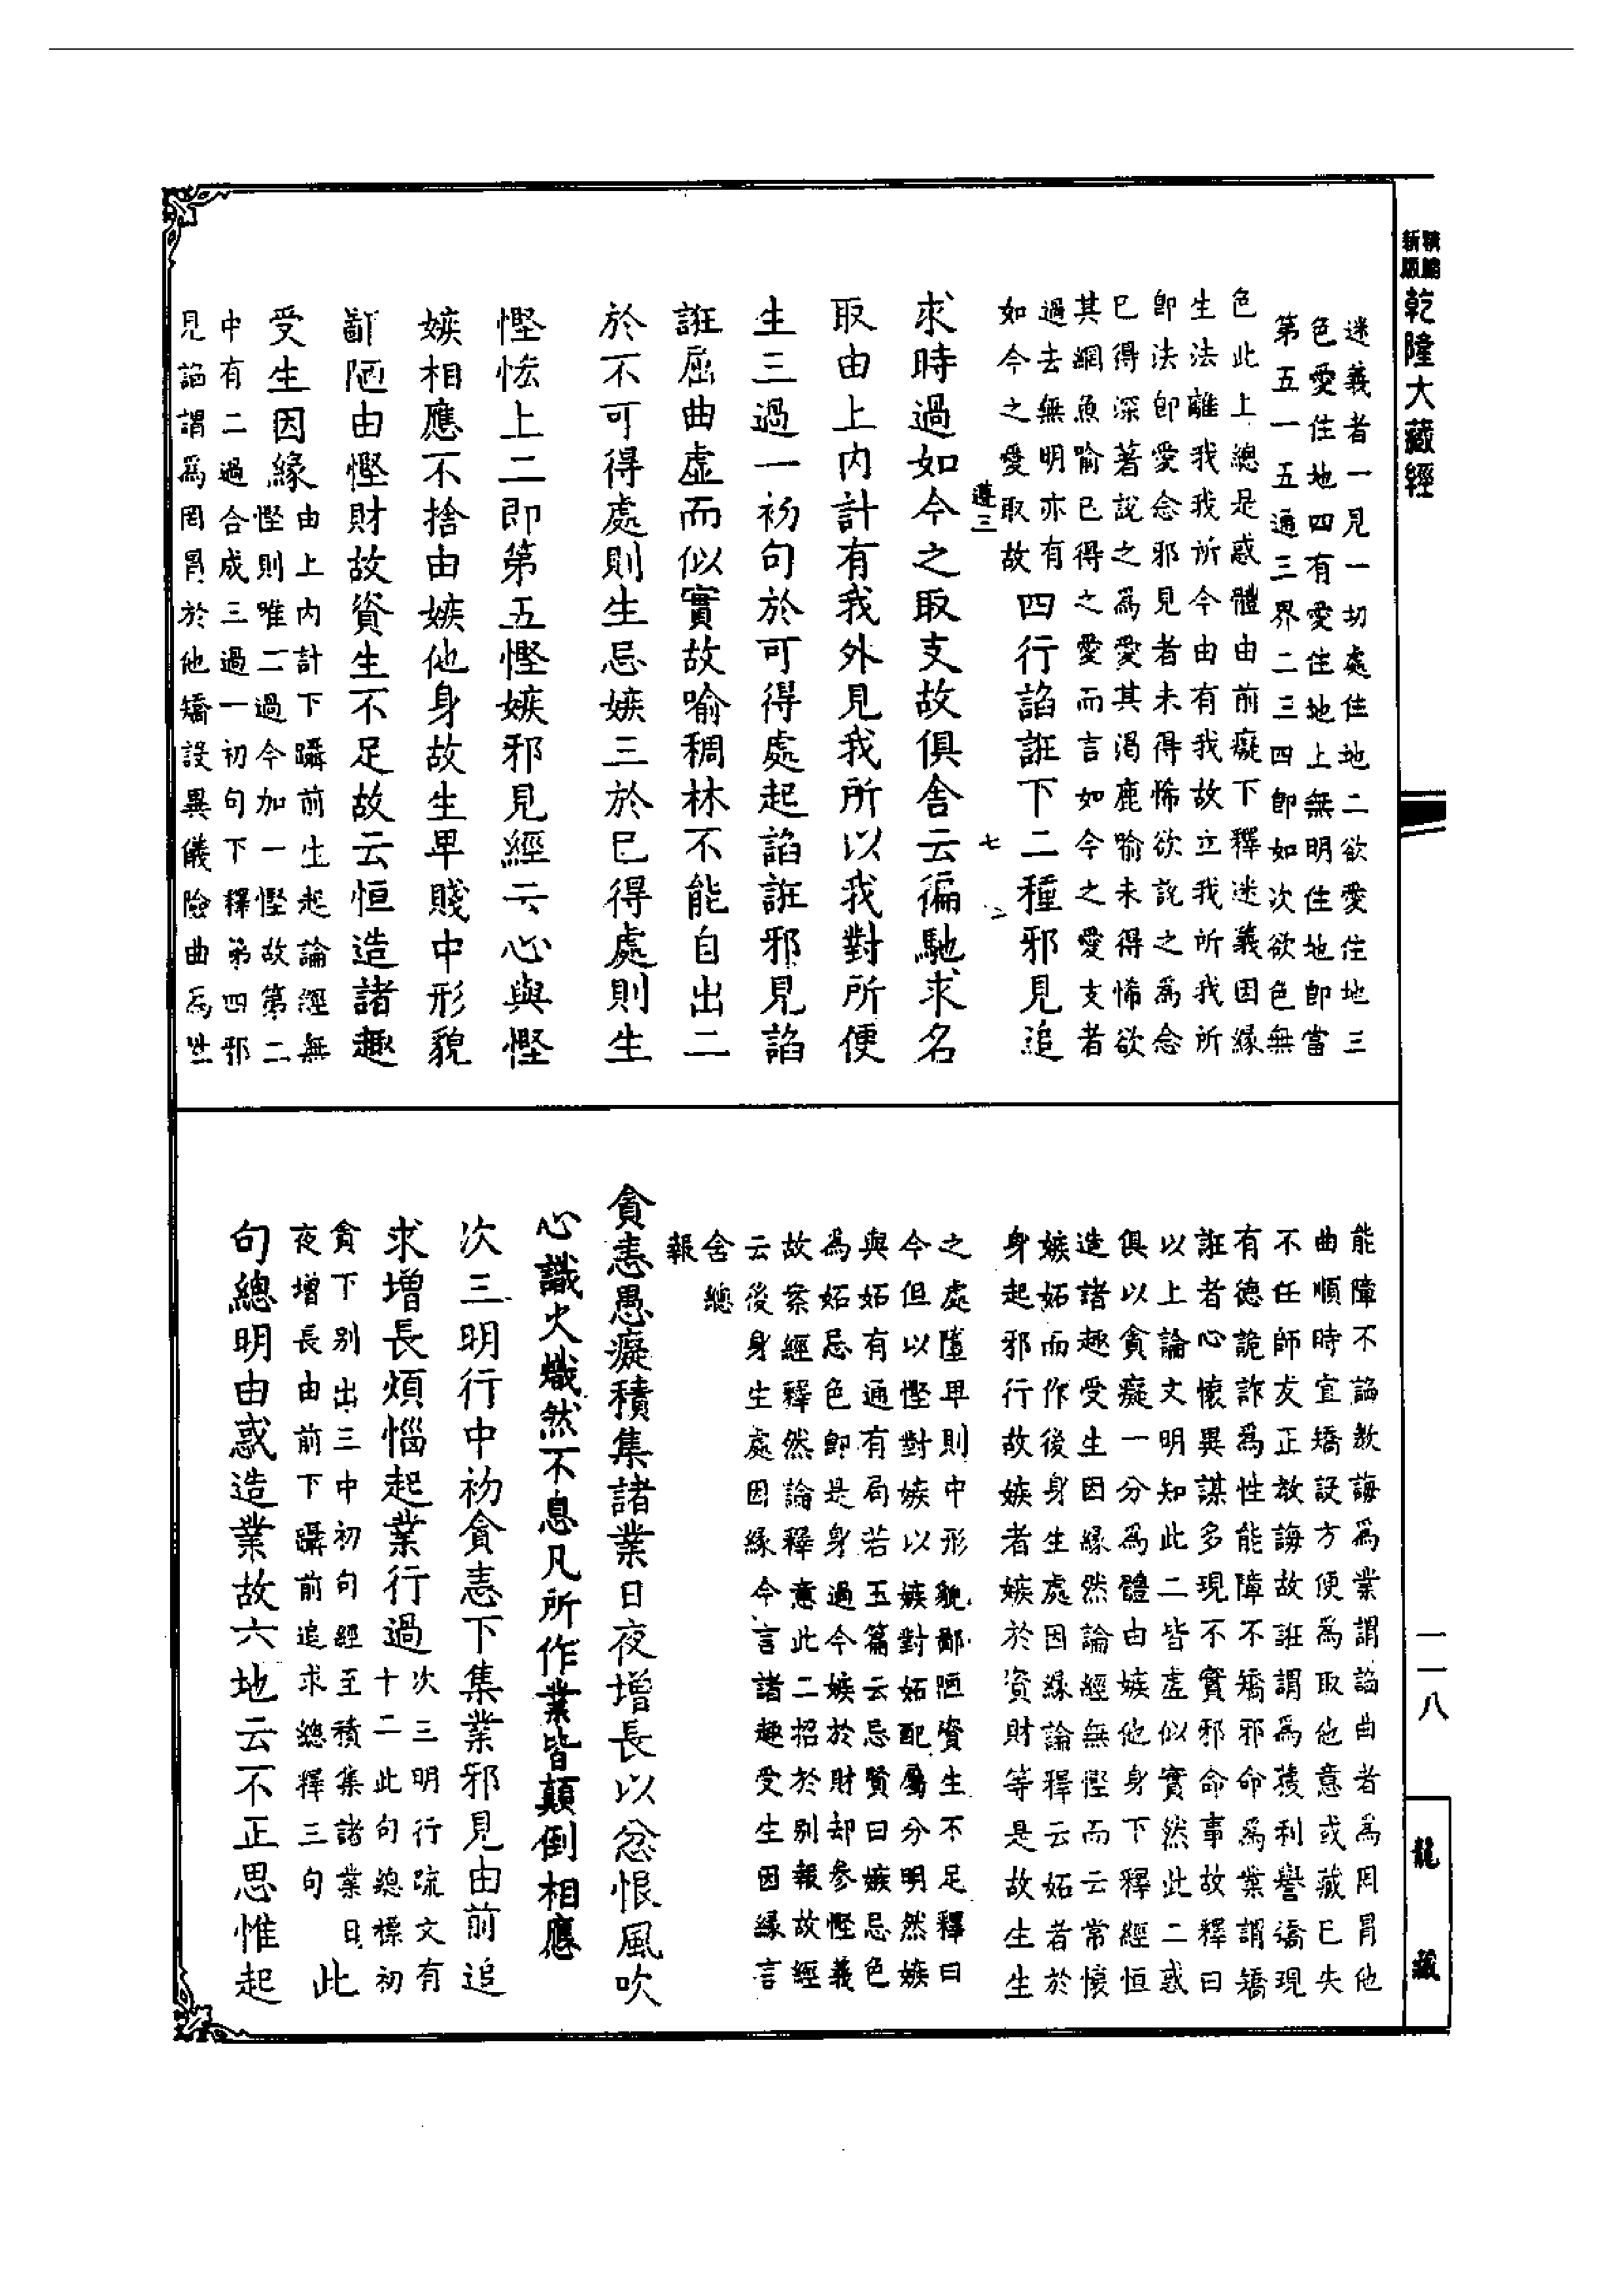 新版
精編
乾隆大藏經
一一八
龍藏
迷義者一見一切處住地二欲愛住地三
色愛住地四有愛住地上無明住地即當
第五一五通三界二三四即如次欲色無
色此上總是惑體由前癡下釋迷義因緣
生法離我我所今由有我故立我所我所
即法即愛念邪見者未得悕欲說之為念
已得深著說之為愛其渴鹿喻未得悕欲
其網魚喻已得之愛而言如今之愛支者
過去無明亦有
如今之愛取故
四行諂誑下二種邪見追
遵三
七
求時過如今之取支故俱舍云徧馳求名
取由上內計有我外見我所以我對所便
生三過一初句於可得處起諂誑邪見諂
誑屈曲虛而似實故喻稠林不能自出二
於不可得處則生忌嫉三於已得處則生
慳悋上二即第五慳嫉邪見經云心與慳
嫉相應不捨由嫉他身故生卑賤中形貌
鄙陋由慳財故資生不足故云恒造諸趣
受生因緣
由上內計下躡前生起論經無
慳則唯二過今加一慳故第二
中有二過合成三過一初句下釋第四邪
見諂謂為罔冒於他矯設異儀險曲為性
能障不諂教誨為業謂諂曲者為罔冒他
曲順時宜矯設方便為取他意或藏已失
不任師友正教誨故誑謂為獲利譽矯現
有德詭詐為性能障不矯邪命為業謂矯
誑者心懷異謀多現不實邪命事故釋曰
以上論文明知此二皆虛似實然此二惑
俱以貪癡一分為體由嫉他身下釋經恒
造諸趣受生因緣然論經無慳而云常懷
嫉妬而作後身生處因緣論釋云妬者於
身起邪行故嫉者嫉於資財等是故生生
之處墮卑則中形貌鄙陋資生不足釋曰
今但以慳對嫉以嫉對妬配屬分明然嫉
與妬有通有局若玉篇云忌賢曰嫉忌色
為妬忌色即是身過今嫉於財却參慳義
故案經釋然論釋意此二招於別報故經
云後身生處因緣今言諸趣受生因緣言
含總
報
貪恚愚癡積集諸業日夜增長以忿恨風吹
心識火熾然不息凡所作業皆顛倒相應
次三明行中初貪恚下集業邪見由前追
求增長煩惱起業行過
次三明行疏文有
十二此句總標初
貪下別出三中初句經至積集諸業日
夜增長由前下躡前追求總釋三句
此
句總明由惑造業故六地云不正思惟起